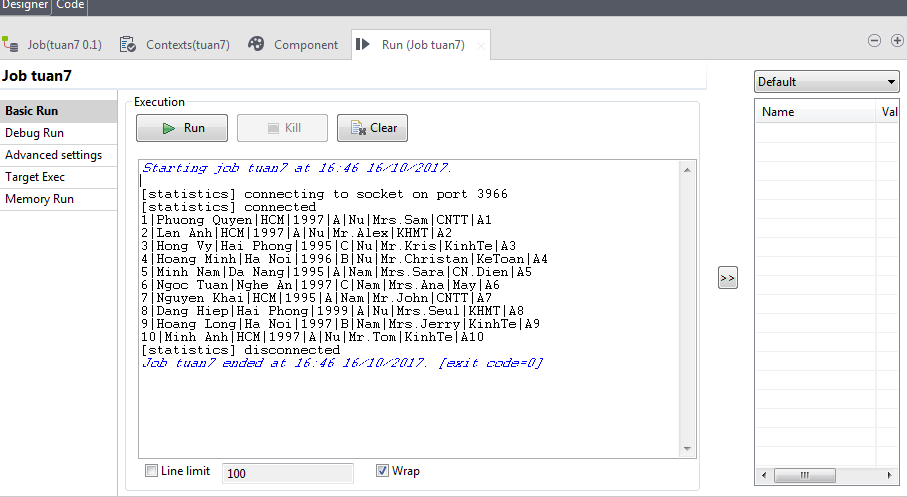 Designer Code
Job(tuan7 0.1) Contexts(tuan7) Component Run (Job tuan7)
Job tuan7
Default
Basic Run
Debug Run
Advanced settings
Target Exec
Memory Run
Execution
Run Kill Clear
Name Val
Starting job tuan7 at 16:46 16/10/2017.
[statistics] connecting to socket on port 3966
[statistics] connected
1|Phuong Quyen|HCM|1997|A|Nu|Mrs.Sam|CNTT|A1
2|Lan Anh|HCM|1997|A|Nu|Mr.Alex|KHMT|A2
3|Hong Vy|Hai Phong|1995|C|Nu|Mr.Kris|KinhTe|A3
4|Hoang Minh|Ha Noi|1996|B|Nu|Mr.Christan|KeToan|A4
5|Minh Nam|Da Nang|1995|A|Nam|Mrs.Sara|CN.Dien|A5
6|Ngoc Tuan|Nghe An|1997|C|Nam|Mrs.Ana|May|A6
7|Nguyen Khai|HCM|1995|A|Nam|Mr.John|CNTT|A7
8|Dang Hiep|Hai Phong|1999|A|Nu|Mrs.Seul|KHMT|A8
9|Hoang Long|Ha Noi|1997|B|Nam|Mrs.Jerry|KinhTe|A9
10|Minh Anh|HCM|1997|A|Nu|Mr.Tom|KinhTe|A10
[statistics] disconnected
Job tuan7 ended at 16:46 16/10/2017. [exit code=0]
>>
Line limit 100 Wrap